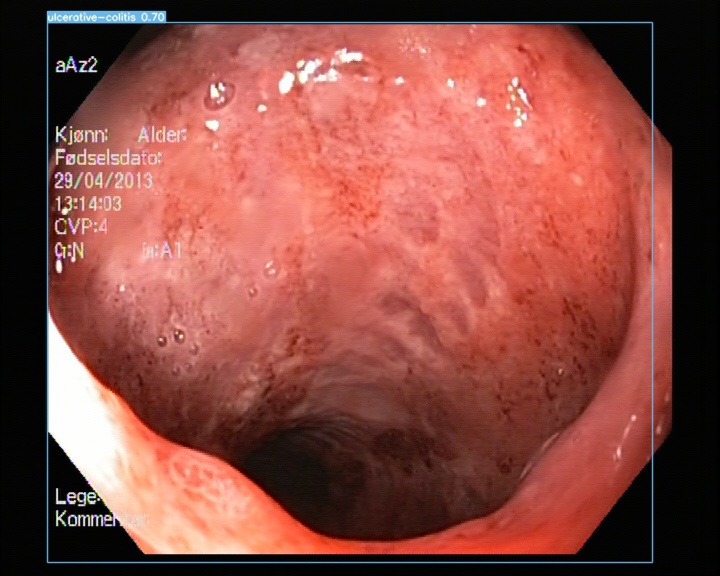 ulcerative-colitis 0.70
aAz2
Kjønn: Alder:
Fødselsdato:
29/04/2013
13:14:03
CVP:4
G:N
Lege: